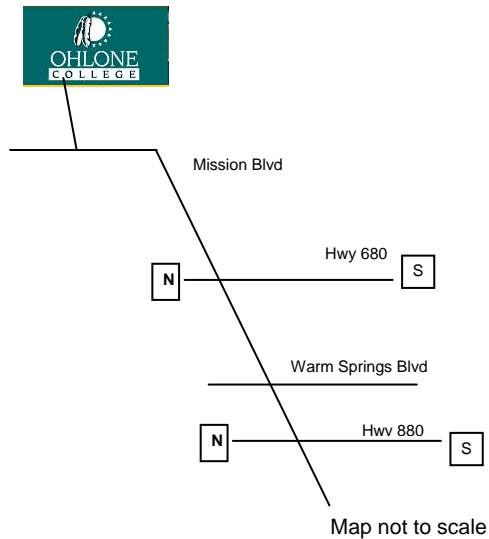 OHLONE
COLLEGE
Mission Blvd
Hwy 680
N
S
Warm Springs Blvd
Hwy 880
N
S
Map not to scale